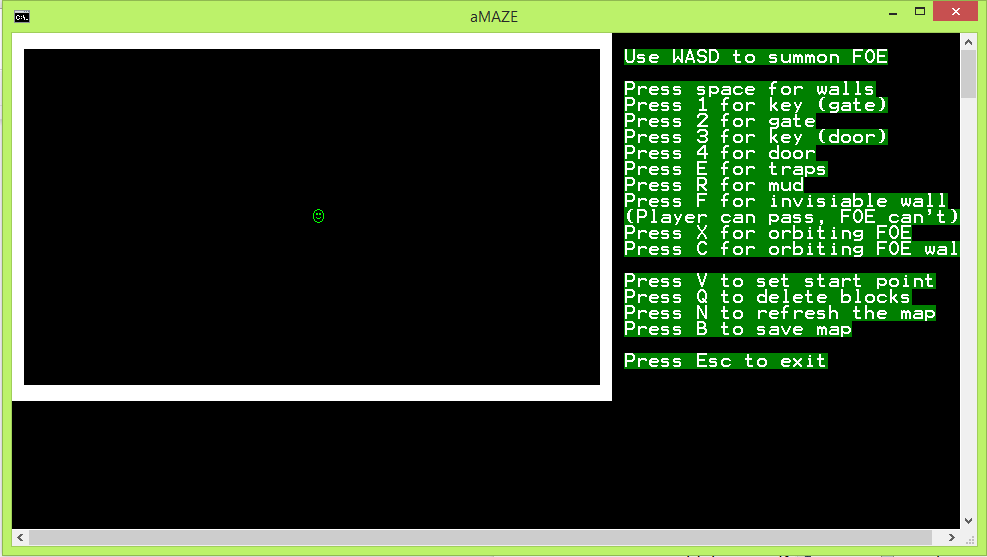 aMAZE
C:\.
Use WASD to summon FOE
Press space for walls
Press 1 for key (gate)
Press 2 for gate
Press 3 for key (door)
Press 4 for door
Press E for traps
Press R for mud
Press F for invisiable wall
(Player can pass, FOE can't)
Press X for orbiting FOE
Press C for orbiting FOE wal
Press V to set start point
Press Q to delete blocks
Press N to refresh the map
Press B to save map
Press Esc to exit